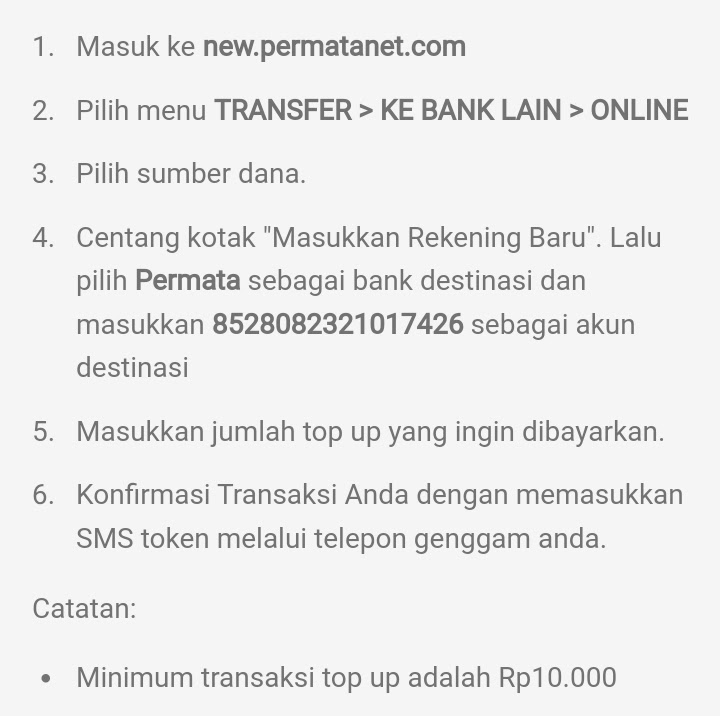 1. Masuk ke new.permatanet.com
2. Pilih menu TRANSFER > KE BANK LAIN > ONLINE
3. Pilih sumber dana.
4. Centang kotak "Masukkan Rekening Baru". Lalu
pilih Permata sebagai bank destinasi dan
masukkan 8528082321017426 sebagai akun
destinasi
5. Masukkan jumlah top up yang ingin dibayarkan.
6. Konfirmasi Transaksi Anda dengan memasukkan
SMS token melalui telepon genggam anda.
Catatan:
• Minimum transaksi top up adalah Rp10.000